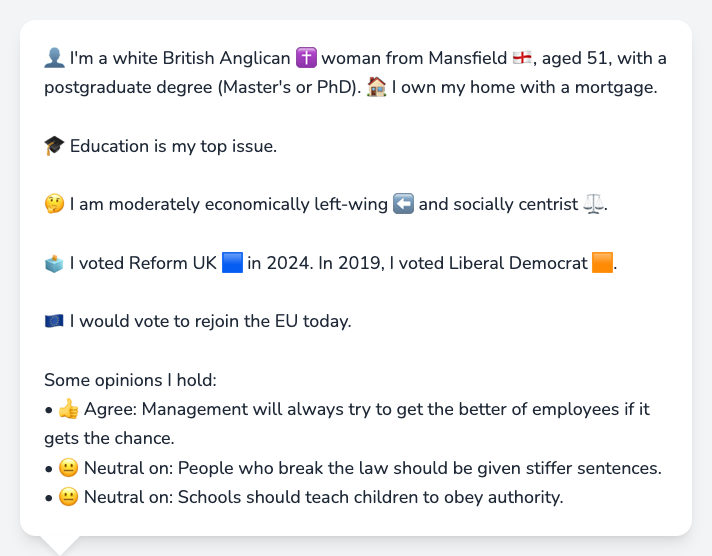 👤 I'm a white British Anglican ✝️ woman from Mansfield 🏴󠁧󠁢󠁥󠁮󠁧󠁿, aged 51, with a
postgraduate degree (Master's or PhD). 🏠 I own my home with a mortgage.
🎓 Education is my top issue.
🤔 I am moderately economically left-wing ⬅️ and socially centrist ⚖️.
🗳️ I voted Reform UK 🟦 in 2024. In 2019, I voted Liberal Democrat 🟧.
🇪🇺 I would vote to rejoin the EU today.
Some opinions I hold:
• 👍 Agree: Management will always try to get the better of employees if it
gets the chance.
• 😐 Neutral on: People who break the law should be given stiffer sentences.
• 😐 Neutral on: Schools should teach children to obey authority.